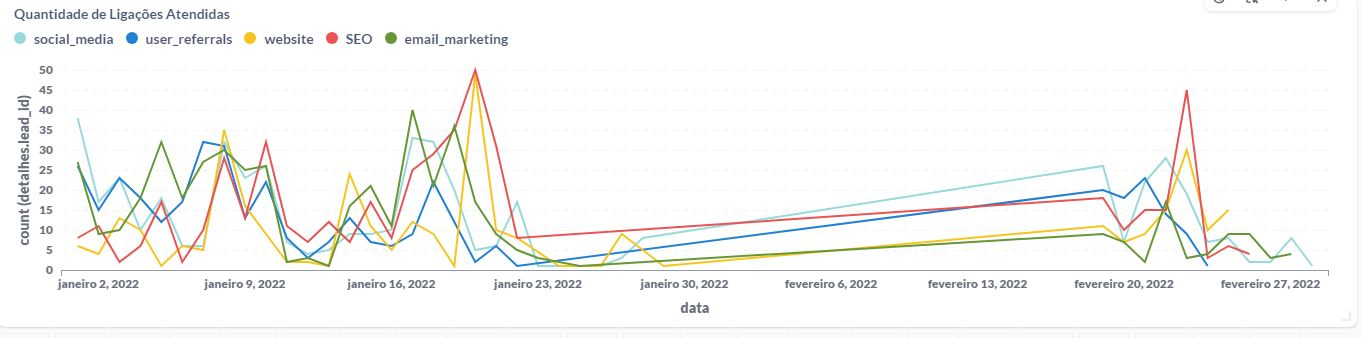 Quantidade de Ligações Atendidas
social_media user_referrals website SEO email_marketing
50
45
40
35
30
25
20
15
10
5
0
count (detalhes.lead_id)
janeiro 2, 2022 janeiro 9, 2022 janeiro 16, 2022 janeiro 23, 2022 janeiro 30, 2022 fevereiro 6, 2022 fevereiro 13, 2022 fevereiro 20, 2022 fevereiro 27, 2022
data